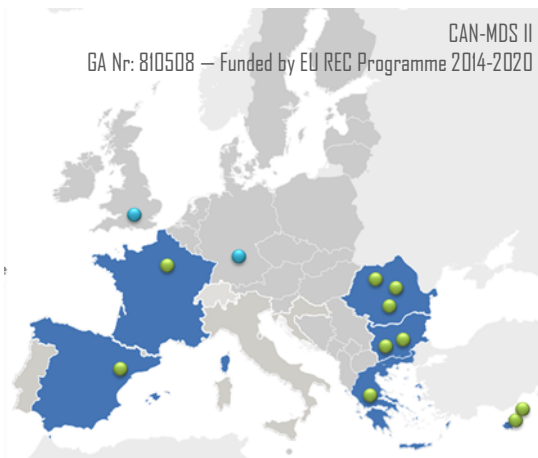 CAN-MDS II
GA Nr: 810508 — Funded by EU REC Programme 2014-2020
e